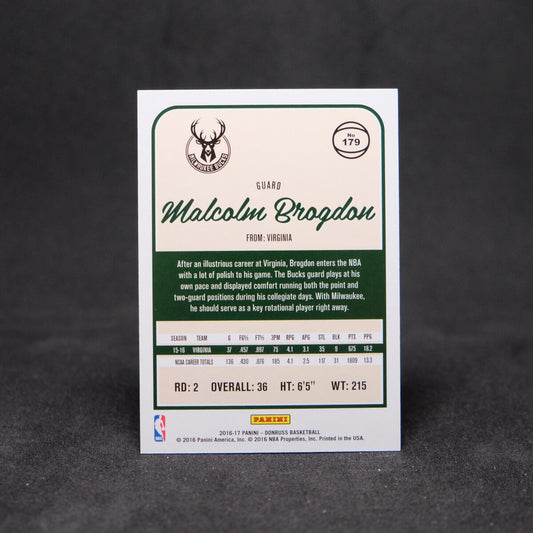 MILWAUKEE BUCKS
No
179
GUARD
Malcolm Brogdon
FROM: VIRGINIA
After an illustrious career at Virginia, Brogdon enters the NBA
with a lot of polish to his game. The Bucks guard plays at his
own pace and displayed comfort running both the point and
two-guard positions during his collegiate days. With Milwaukee,
he should serve as a key rotational player right away.
SEASON TEAM G FG% FT% 3PM RPG APG STL BLK PTS PPG
15-16 VIRGINIA 37 .457 .897 75 4.1 3.1 35 9 675 18.2
NCAA CAREER TOTALS 136 .430 .876 185 4.1 2.5 117 31 1809 13.3
RD: 2 OVERALL: 36 HT: 6'5" WT: 215
PANINI
NBA
2016-17 PANINI – DONRUSS BASKETBALL
© 2016 Panini America, Inc. © 2016 NBA Properties, Inc. Printed in the USA.